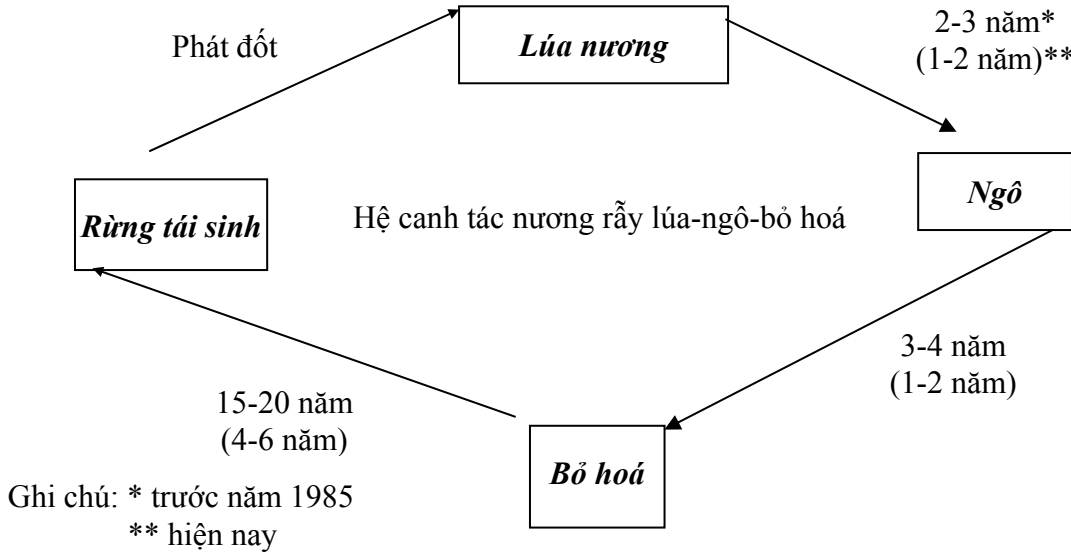 Phát đốt
Lúa nương
2-3 năm*
(1-2 năm)**
Rừng tái sinh
Hệ canh tác nương rẫy lúa-ngô-bỏ hoá
Ngô
3-4 năm
(1-2 năm)
15-20 năm
(4-6 năm)
Bỏ hoá
Ghi chú: * trước năm 1985
** hiện nay